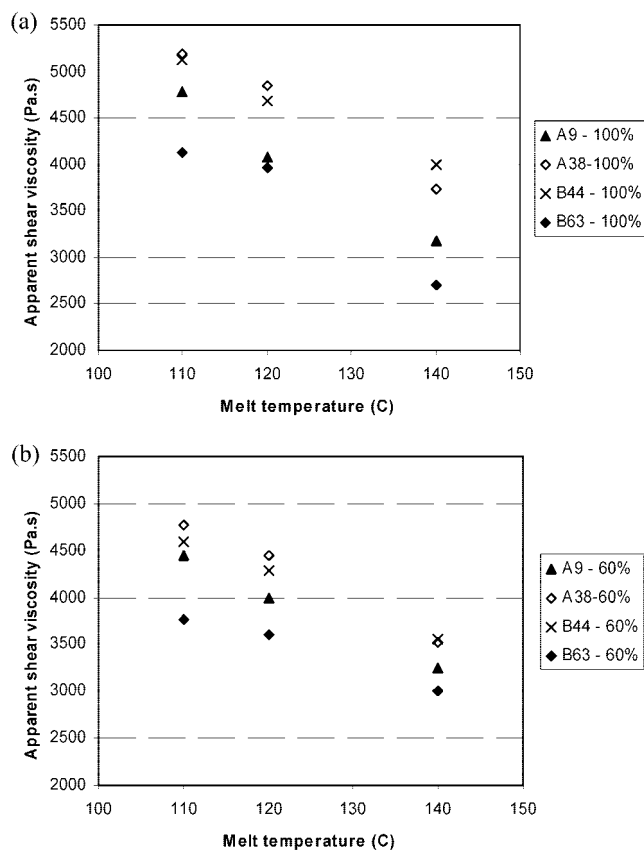 (a)
5500
5000
4500
4000
3500
3000
2500
2000
Apparent shear viscosity (Pa.s)
100 110 120 130 140 150
Melt temperature (C)
A9 - 100%
A38-100%
B44 - 100%
B63 - 100%
(b)
5500
5000
4500
4000
3500
3000
2500
2000
Apparent shear viscosity (Pa.s)
100 110 120 130 140 150
Melt temperature (C)
A9 - 60%
A38-60%
B44 - 60%
B63 - 60%